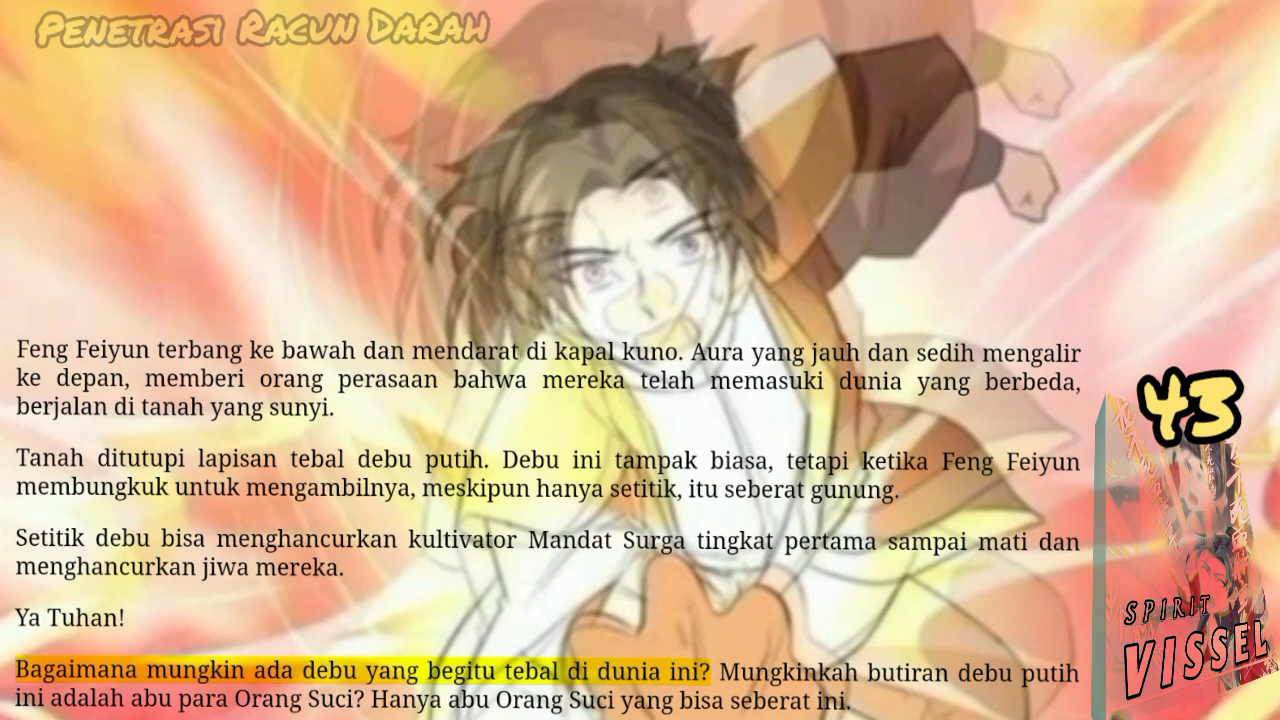 Penetrasi Racun Darah
Feng Feiyun terbang ke bawah dan mendarat di kapal kuno. Aura yang jauh dan sedih mengalir
ke depan, memberi orang perasaan bahwa mereka telah memasuki dunia yang berbeda,
berjalan di tanah yang sunyi.
Tanah ditutupi lapisan tebal debu putih. Debu ini tampak biasa, tetapi ketika Feng Feiyun
membungkuk untuk mengambilnya, meskipun hanya setitik, itu seberat gunung.
Setitik debu bisa menghancurkan kultivator Mandat Surga tingkat pertama sampai mati dan
menghancurkan jiwa mereka.
Ya Tuhan!
Bagaimana mungkin ada debu yang begitu tebal di dunia ini? Mungkinkah butiran debu putih
ini adalah abu para Orang Suci? Hanya abu Orang Suci yang bisa seberat ini.
43
SPIRIT
VISSEL